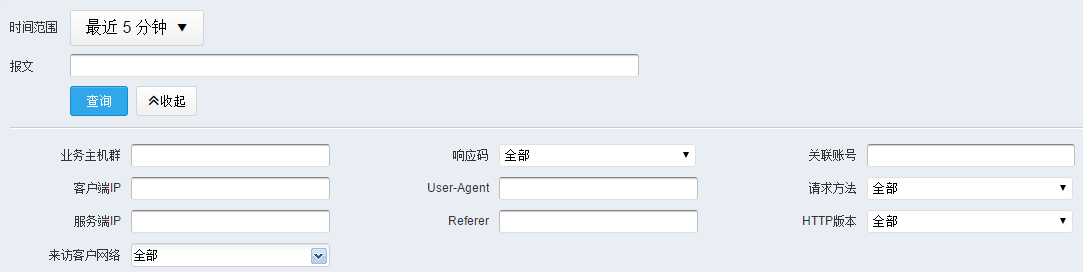 时间范围 最近 5 分钟
报文
查询 收起
业务主机群 响应码 全部 关联账号
客户端IP User-Agent 请求方法 全部
服务端IP Referer HTTP版本 全部
来访客户网络 全部